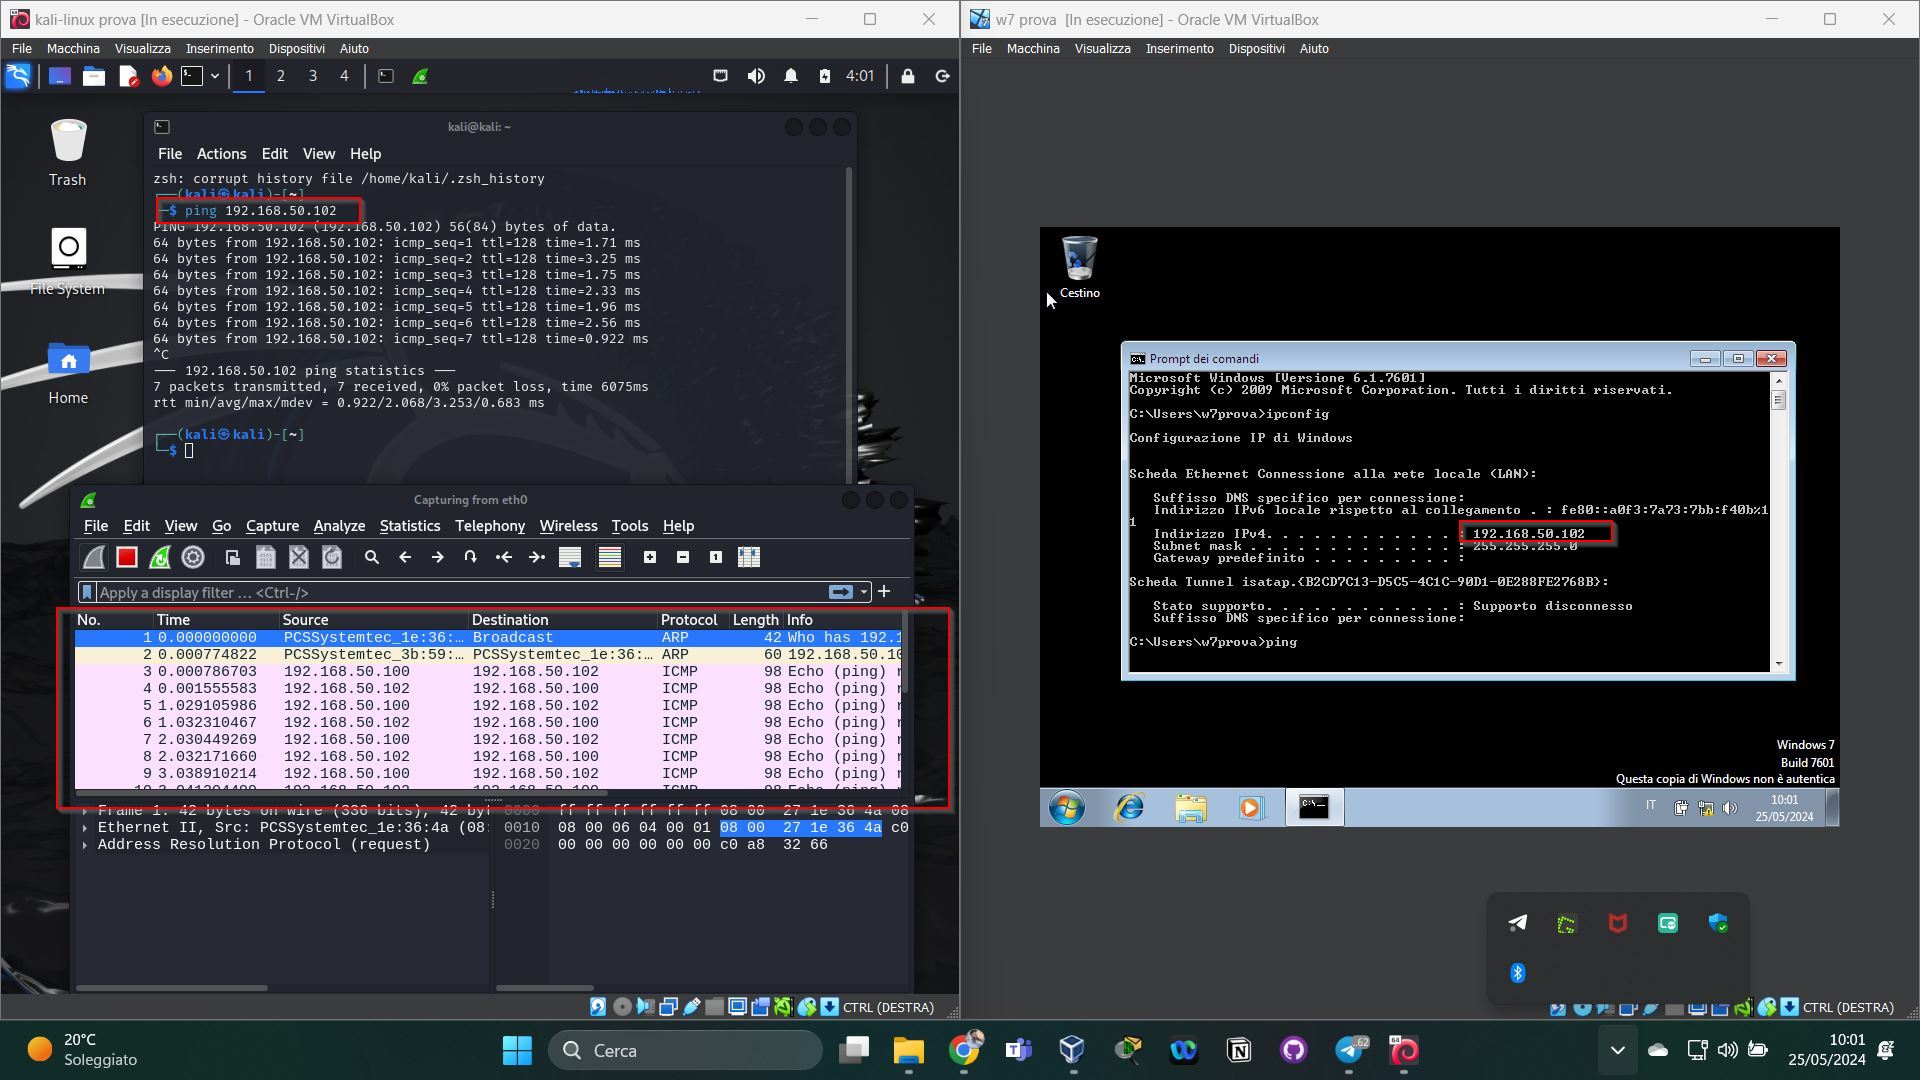 kali-linux prova [In esecuzione] - Oracle VM VirtualBox
File Macchina Visualizza Inserimento Dispositivi Aiuto
1 2 3 4
4:01
Trash
File System
Home
kali@kali: ~
File Actions Edit View Help
zsh: corrupt history file /home/kali/.zsh_history
(kali㉿kali)-[~]
$ ping 192.168.50.102
PING 192.168.50.102 (192.168.50.102) 56(84) bytes of data.
64 bytes from 192.168.50.102: icmp_seq=1 ttl=128 time=1.71 ms
64 bytes from 192.168.50.102: icmp_seq=2 ttl=128 time=3.25 ms
64 bytes from 192.168.50.102: icmp_seq=3 ttl=128 time=1.75 ms
64 bytes from 192.168.50.102: icmp_seq=4 ttl=128 time=2.33 ms
64 bytes from 192.168.50.102: icmp_seq=5 ttl=128 time=1.96 ms
64 bytes from 192.168.50.102: icmp_seq=6 ttl=128 time=2.56 ms
64 bytes from 192.168.50.102: icmp_seq=7 ttl=128 time=0.922 ms
^C
── 192.168.50.102 ping statistics ──
7 packets transmitted, 7 received, 0% packet loss, time 6075ms
rtt min/avg/max/mdev = 0.922/2.068/3.253/0.683 ms
┌──(kali㉿kali)-[~]
└─$
Capturing from eth0
File Edit View Go Capture Analyze Statistics Telephony Wireless Tools Help
Apply a display filter ... <Ctrl-/>
No. Time Source Destination Protocol Length Info
1 0.000000000 PCSSystemtec_1e:36:… Broadcast ARP 42 Who has 192.1
2 0.000774822 PCSSystemtec_3b:59:… PCSSystemtec_1e:36:… ARP 60 192.168.50.10
3 0.000786703 192.168.50.100 192.168.50.102 ICMP 98 Echo (ping) r
4 0.001555583 192.168.50.102 192.168.50.100 ICMP 98 Echo (ping) r
5 1.029105986 192.168.50.100 192.168.50.102 ICMP 98 Echo (ping) r
6 1.032310467 192.168.50.102 192.168.50.100 ICMP 98 Echo (ping) r
7 2.030449269 192.168.50.100 192.168.50.102 ICMP 98 Echo (ping) r
8 2.032171660 192.168.50.102 192.168.50.100 ICMP 98 Echo (ping) r
9 3.038910214 192.168.50.100 192.168.50.102 ICMP 98 Echo (ping) r
Frame 1: 42 bytes on wire (336 bits), 42 byt
Ethernet II, Src: PCSSystemtec_1e:36:4a (08:
Address Resolution Protocol (request)
0000 ff ff ff ff ff ff 08 00 27 1e 36 4a 08
0010 08 00 06 04 00 01 08 00 27 1e 36 4a c0
0020 00 00 00 00 00 00 c0 a8 32 66
CTRL (DESTRA)
w7 prova [In esecuzione] - Oracle VM VirtualBox
File Macchina Visualizza Inserimento Dispositivi Aiuto
Cestino
Prompt dei comandi
Microsoft Windows [Versione 6.1.7601]
Copyright (c) 2009 Microsoft Corporation. Tutti i diritti riservati.
C:\Users\w7prova>ipconfig
Configurazione IP di Windows
Scheda Ethernet Connessione alla rete locale (LAN):
Suffisso DNS specifico per connessione:
Indirizzo IPv6 locale rispetto al collegamento . : fe80::a0f3:7a73:7bb:f40b%1
1
Indirizzo IPv4. . . . . . . . . . . . : 192.168.50.102
Subnet mask . . . . . . . . . . . . . : 255.255.255.0
Gateway predefinito . . . . . . . . . :
Scheda Tunnel isatap.{B2CD7C13-D5C5-4C1C-90D1-0E288FE2768B}:
Stato supporto. . . . . . . . . . . . : Supporto disconnesso
Suffisso DNS specifico per connessione:
C:\Users\w7prova>ping
Windows 7
Build 7601
Questa copia di Windows non è autentica
IT
10:01
25/05/2024
CTRL (DESTRA)
20°C
Soleggiato
Cerca
62
64
10:01
25/05/2024